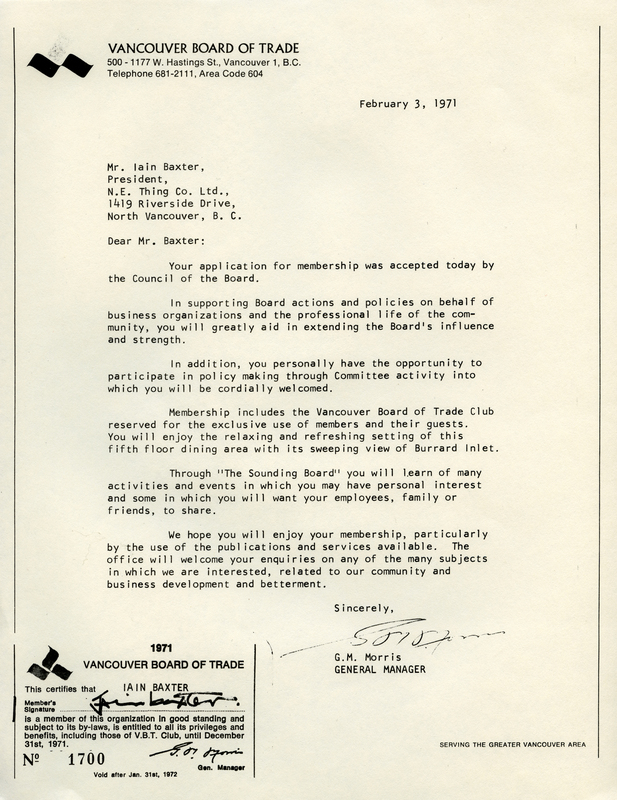 VANCOUVER BOARD OF TRADE
500 - 1177 W. Hastings St., Vancouver 1, B.C.
Telephone 681-2111, Area Code 604
February 3, 1971
Mr. Iain Baxter,
President,
N.E. Thing Co. Ltd.,
1419 Riverside Drive,
North Vancouver, B. C.
Dear Mr. Baxter:
Your application for membership was accepted today by
the Council of the Board.
In supporting Board actions and policies on behalf of
business organizations and the professional life of the com-
munity, you will greatly aid in extending the Board's influence
and strength.
In addition, you personally have the opportunity to
participate in policy making through Committee activity into
which you will be cordially welcomed.
Membership includes the Vancouver Board of Trade Club
reserved for the exclusive use of members and their guests.
You will enjoy the relaxing and refreshing setting of this
fifth floor dining area with its sweeping view of Burrard Inlet.
Through "The Sounding Board" you will learn of many
activities and events in which you may have personal interest
and some in which you will want your employees, family or
friends, to share.
We hope you will enjoy your membership, particularly
by the use of the publications and services available. The
office will welcome your enquiries on any of the many subjects
in which we are interested, related to our community and
business development and betterment.
Sincerely,
G.M. Morris
G.M. Morris
GENERAL MANAGER
1971
VANCOUVER BOARD OF TRADE
This certifies that IAIN BAXTER
Member's
Signature Iain Baxter
is a member of this organization in good standing and
subject to its by-laws, is entitled to all its privileges and
benefits, including those of V.B.T. Club, until December
31st, 1971.
G.M. Morris
Nº 1700
Gen. Manager
Void after Jan. 31st, 1972
SERVING THE GREATER VANCOUVER AREA